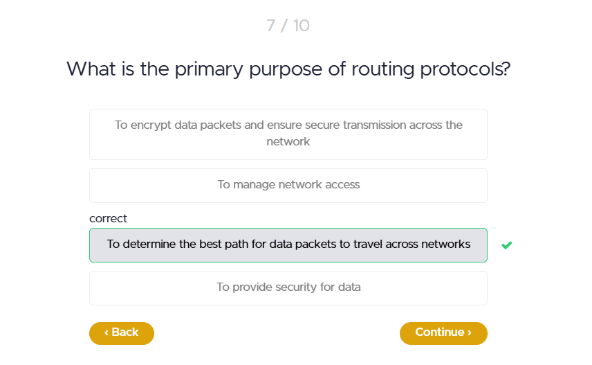 7 / 10
What is the primary purpose of routing protocols?
To encrypt data packets and ensure secure transmission across the
network
To manage network access
correct
To determine the best path for data packets to travel across networks
To provide security for data
‹ Back
Continue ›